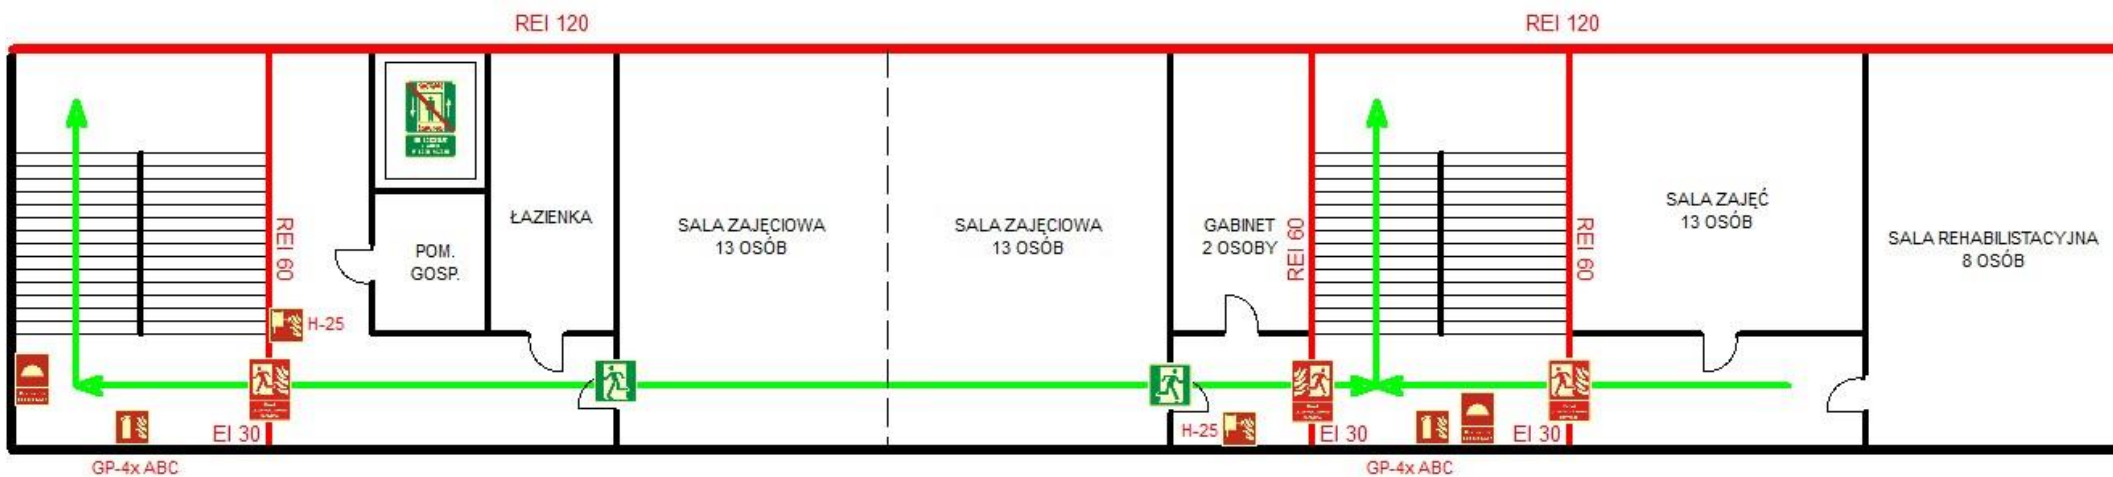 REI 120
REI 120
REI 60
ŁAZIENKA
POM.
GOSP.
SALA ZAJĘCIOWA
13 OSÓB
SALA ZAJĘCIOWA
13 OSÓB
GABINET
2 OSOBY
REI 60
REI 60
SALA ZAJĘĆ
13 OSÓB
SALA REHABILISTACYJNA
8 OSÓB
H-25
H-25
EI 30
EI 30
EI 30
GP-4x ABC
GP-4x ABC